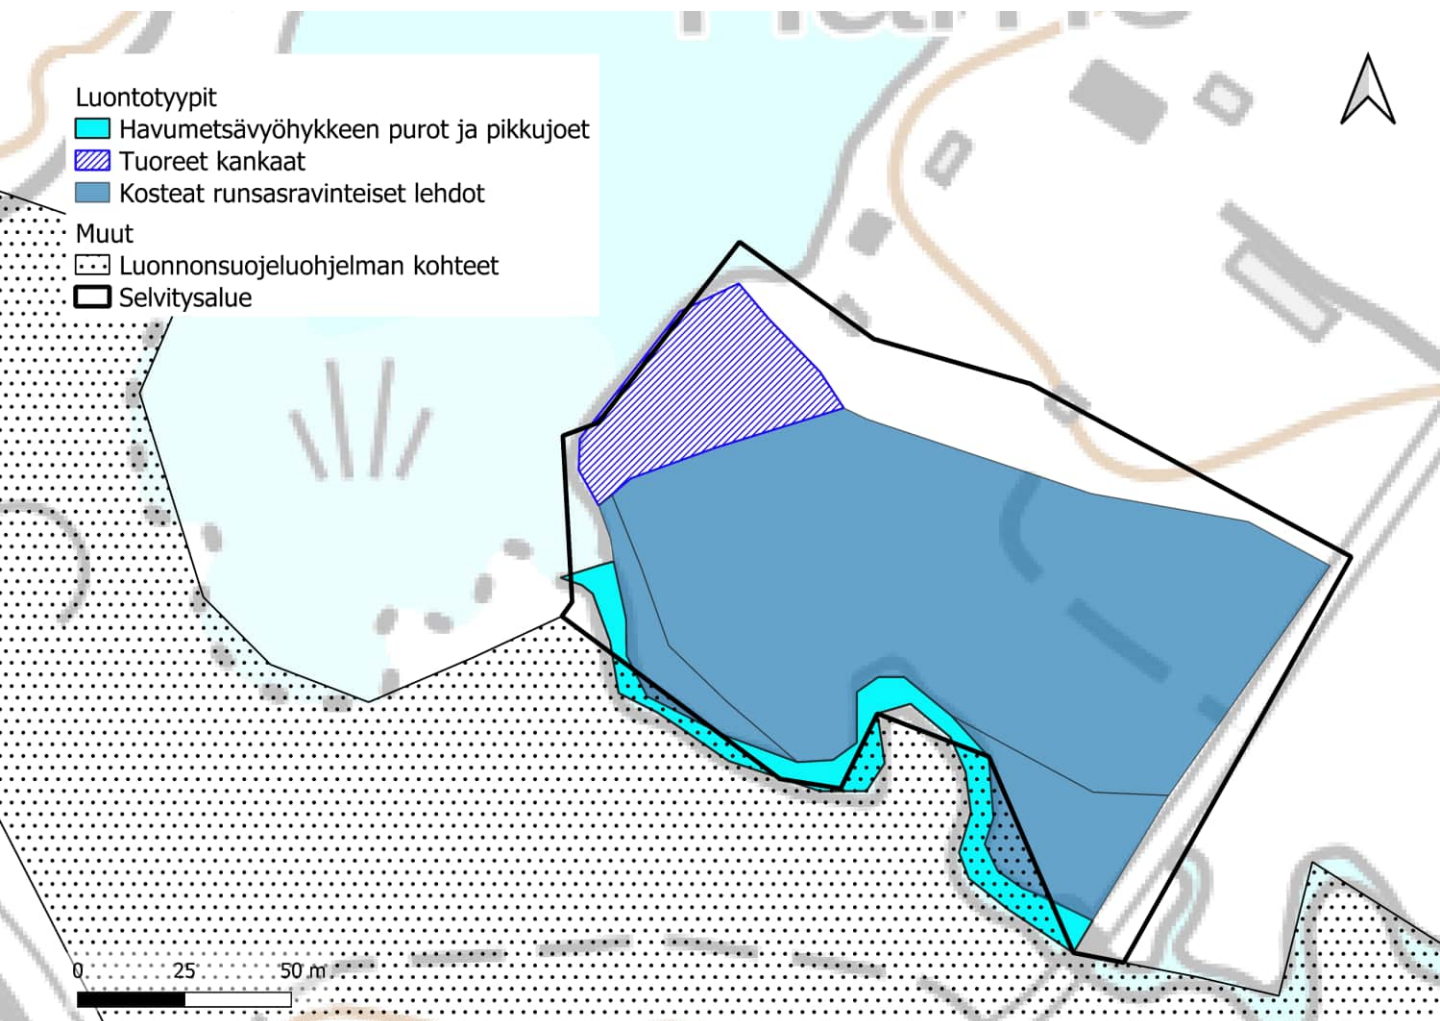 Luontotyypit
Havumetsävyöhykkeen purot ja pikkujoet
Tuoreet kankaat
Kosteat runsasravinteiset lehdot
Muut
Luonnonsuojeluohjelman kohteet
Selvitysalue
0 25 50 m